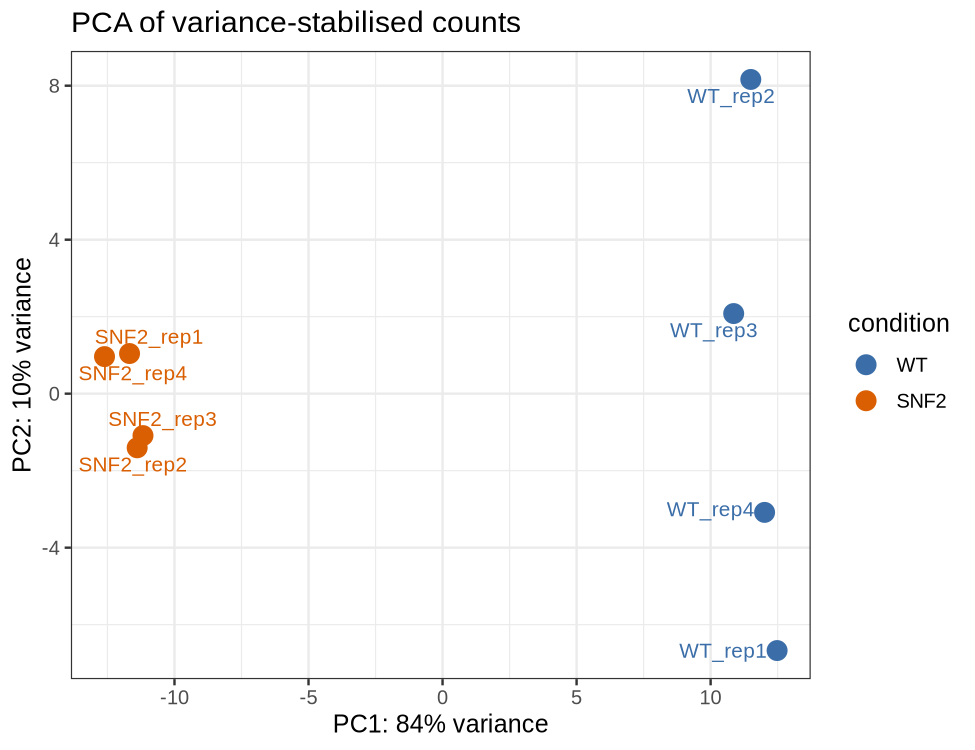 PCA of variance-stabilised counts
8
4
0
-4
PC2: 10% variance
WT_rep2
WT_rep3
SNF2_rep1
SNF2_rep4
SNF2_rep3
SNF2_rep2
WT_rep4
WT_rep1
-10
-5
0
5
10
PC1: 84% variance
condition
WT
SNF2